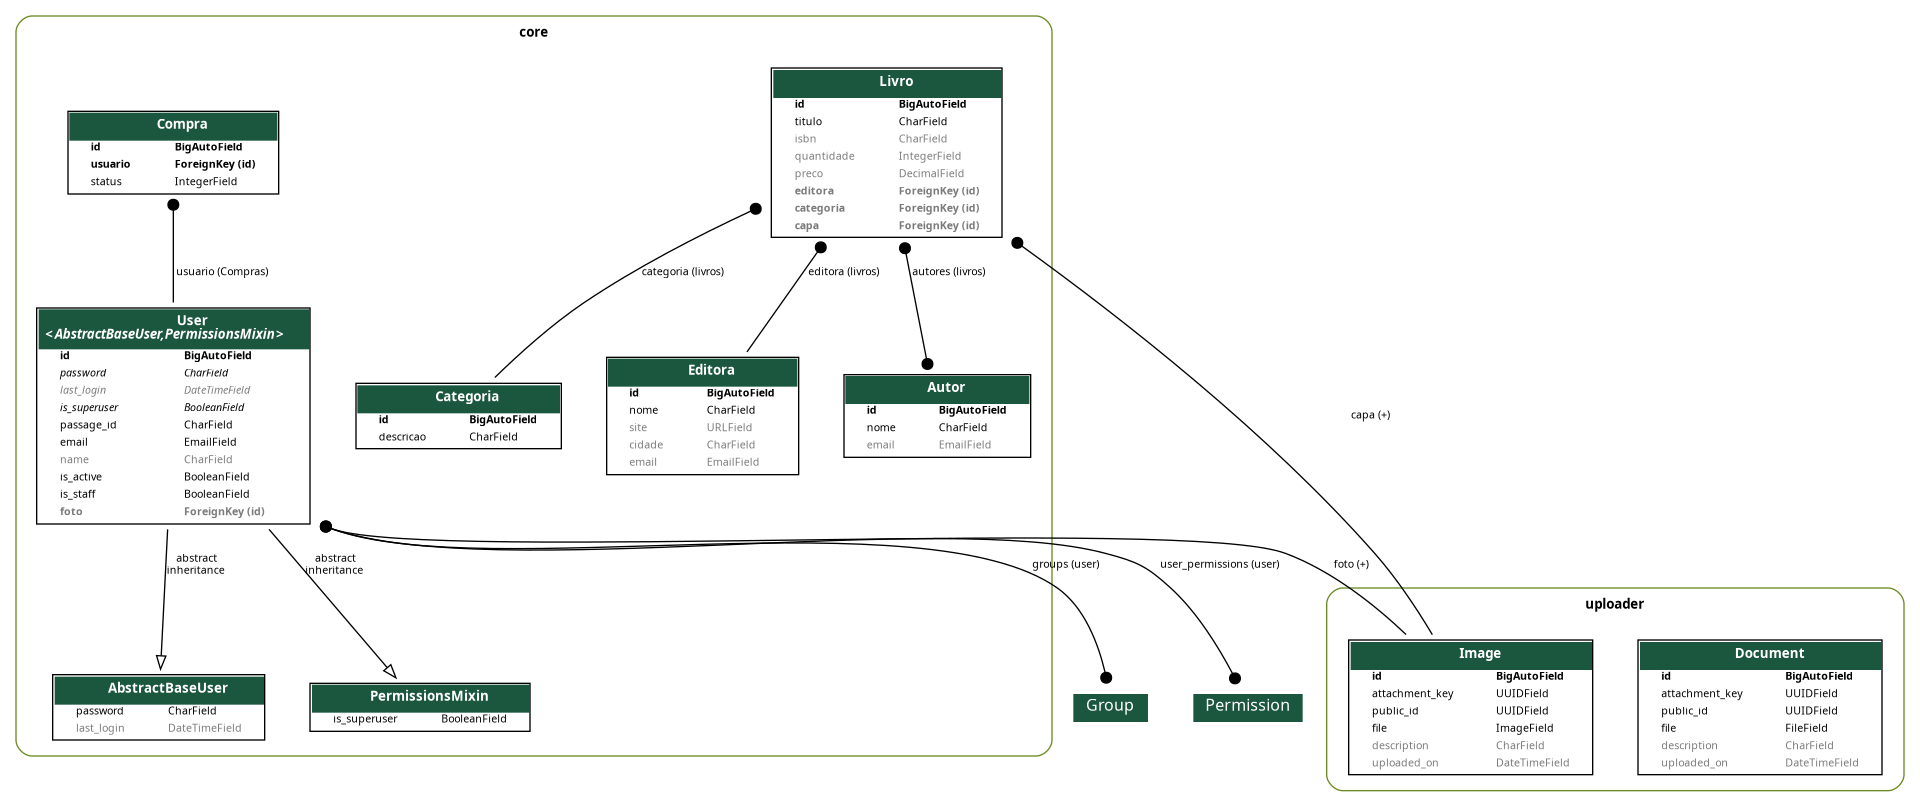 core
Livro
id BigAutoField
titulo CharField
isbn CharField
quantidade IntegerField
preco DecimalField
editora ForeignKey (id)
categoria ForeignKey (id)
capa ForeignKey (id)
Compra
id BigAutoField
usuario ForeignKey (id)
status IntegerField
usuario (Compras)
categoria (livros)
editora (livros)
autores (livros)
capa (+)
User
<AbstractBaseUser,PermissionsMixin>
id BigAutoField
password CharField
last_login DateTimeField
is_superuser BooleanField
passage_id CharField
email EmailField
name CharField
is_active BooleanField
is_staff BooleanField
foto ForeignKey (id)
Categoria
id BigAutoField
descricao CharField
Editora
id BigAutoField
nome CharField
site URLField
cidade CharField
email EmailField
Autor
id BigAutoField
nome CharField
email EmailField
abstract
inheritance
abstract
inheritance
groups (user)
user_permissions (user)
foto (+)
AbstractBaseUser
password CharField
last_login DateTimeField
PermissionsMixin
is_superuser BooleanField
Group
Permission
uploader
Image
id BigAutoField
attachment_key UUIDField
public_id UUIDField
file ImageField
description CharField
uploaded_on DateTimeField
Document
id BigAutoField
attachment_key UUIDField
public_id UUIDField
file FileField
description CharField
uploaded_on DateTimeField